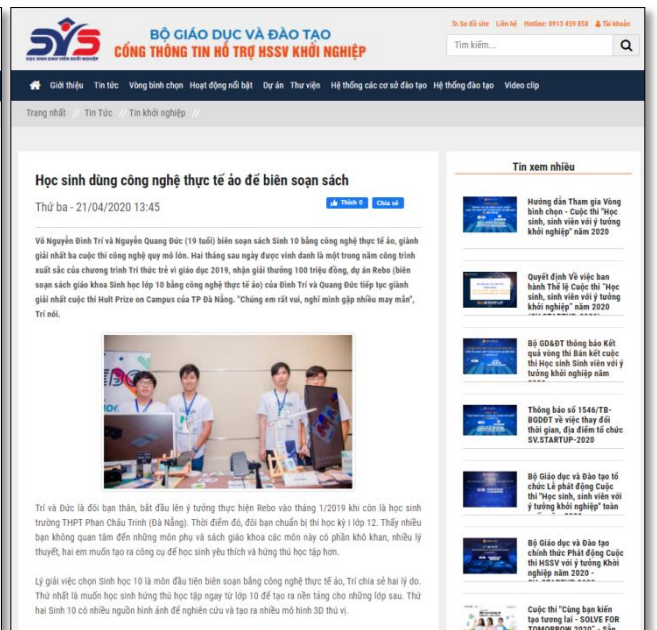 Sơ đồ site Liên hệ Hotline: 0913 459 858 Tài khoản
SVS
BỘ GIÁO DỤC VÀ ĐÀO TẠO
CỔNG THÔNG TIN HỖ TRỢ HSSV KHỞI NGHIỆP
Tìm kiếm...
Giới thiệu Tin tức Vòng bình chọn Hoạt động nổi bật Dự án Thư viện Hệ thống các cơ sở đào tạo Hệ thống đào tạo Video clip
Trang nhất // Tin Tức // Tin khởi nghiệp //
Học sinh dùng công nghệ thực tế ảo để biên soạn sách
Thứ ba - 21/04/2020 13:45
Thích 0 Chia sẻ
Võ Nguyễn Đình Trí và Nguyễn Quang Đức (19 tuổi) biên soạn sách Sinh 10 bằng công nghệ thực tế ảo, giành
giải nhất ba cuộc thi công nghệ quy mô lớn. Hai tháng sau ngày được vinh danh là một trong năm công trình
xuất sắc của chương trình Tri thức trẻ vì giáo dục 2019, nhận giải thưởng 100 triệu đồng, dự án Rebo (biên
soạn sách giáo khoa Sinh học lớp 10 bằng công nghệ thực tế ảo) của Đình Trí và Quang Đức tiếp tục giành
giải nhất cuộc thi Hult Prize on Campus của TP Đà Nẵng. "Chúng em rất vui, nghĩ mình gặp nhiều may mắn",
Trí nói.
Trí và Đức là đôi bạn thân, bắt đầu lên ý tưởng thực hiện Rebo vào tháng 1/2019 khi còn là học sinh
trường THPT Phan Châu Trinh (Đà Nẵng). Thời điểm đó, đôi bạn chuẩn bị thi học kỳ I lớp 12. Thấy nhiều
bạn không quan tâm đến những môn phụ và sách giáo khoa các môn này có phần khô khan, nhiều lý
thuyết, hai em muốn tạo ra công cụ để học sinh yêu thích và hứng thú học tập hơn.
Lý giải việc chọn Sinh học 10 là môn đầu tiên biên soạn bằng công nghệ thực tế ảo, Trí chia sẻ hai lý do.
Thứ nhất là muốn học sinh hứng thú học tập ngay từ lớp 10 để tạo ra nền tảng cho những lớp sau. Thứ
hai Sinh 10 có nhiều nguồn hình ảnh để nghiên cứu và tạo ra nhiều mô hình 3D thú vị.
Tin xem nhiều
Hướng dẫn Tham gia Vòng
bình chọn - Cuộc thi "Học
sinh, sinh viên với ý tưởng
khởi nghiệp" năm 2020
Quyết định Về việc ban
hành Thể lệ Cuộc thi "Học
sinh, sinh viên với ý tưởng
khởi nghiệp" năm 2020
Bộ GD&ĐT thông báo Kết
quả vòng thi Bán kết cuộc
thi Học sinh Sinh viên với ý
tưởng khởi nghiệp năm
Thông báo số 1546/TB-
BGDĐT về việc thay đổi
thời gian, địa điểm tổ chức
SV.STARTUP-2020
Bộ Giáo dục và Đào tạo tổ
chức Lễ phát động Cuộc
thi "Học sinh, sinh viên với
ý tưởng khởi nghiệp" toàn
Bộ Giáo dục và Đào tạo
chính thức Phát động Cuộc
thi HSSV với ý tưởng Khởi
nghiệp năm 2020 -
Cuộc thi "Cùng bạn kiến
tạo tương lai - SOLVE FOR
TOMORROW 2020" - Sân